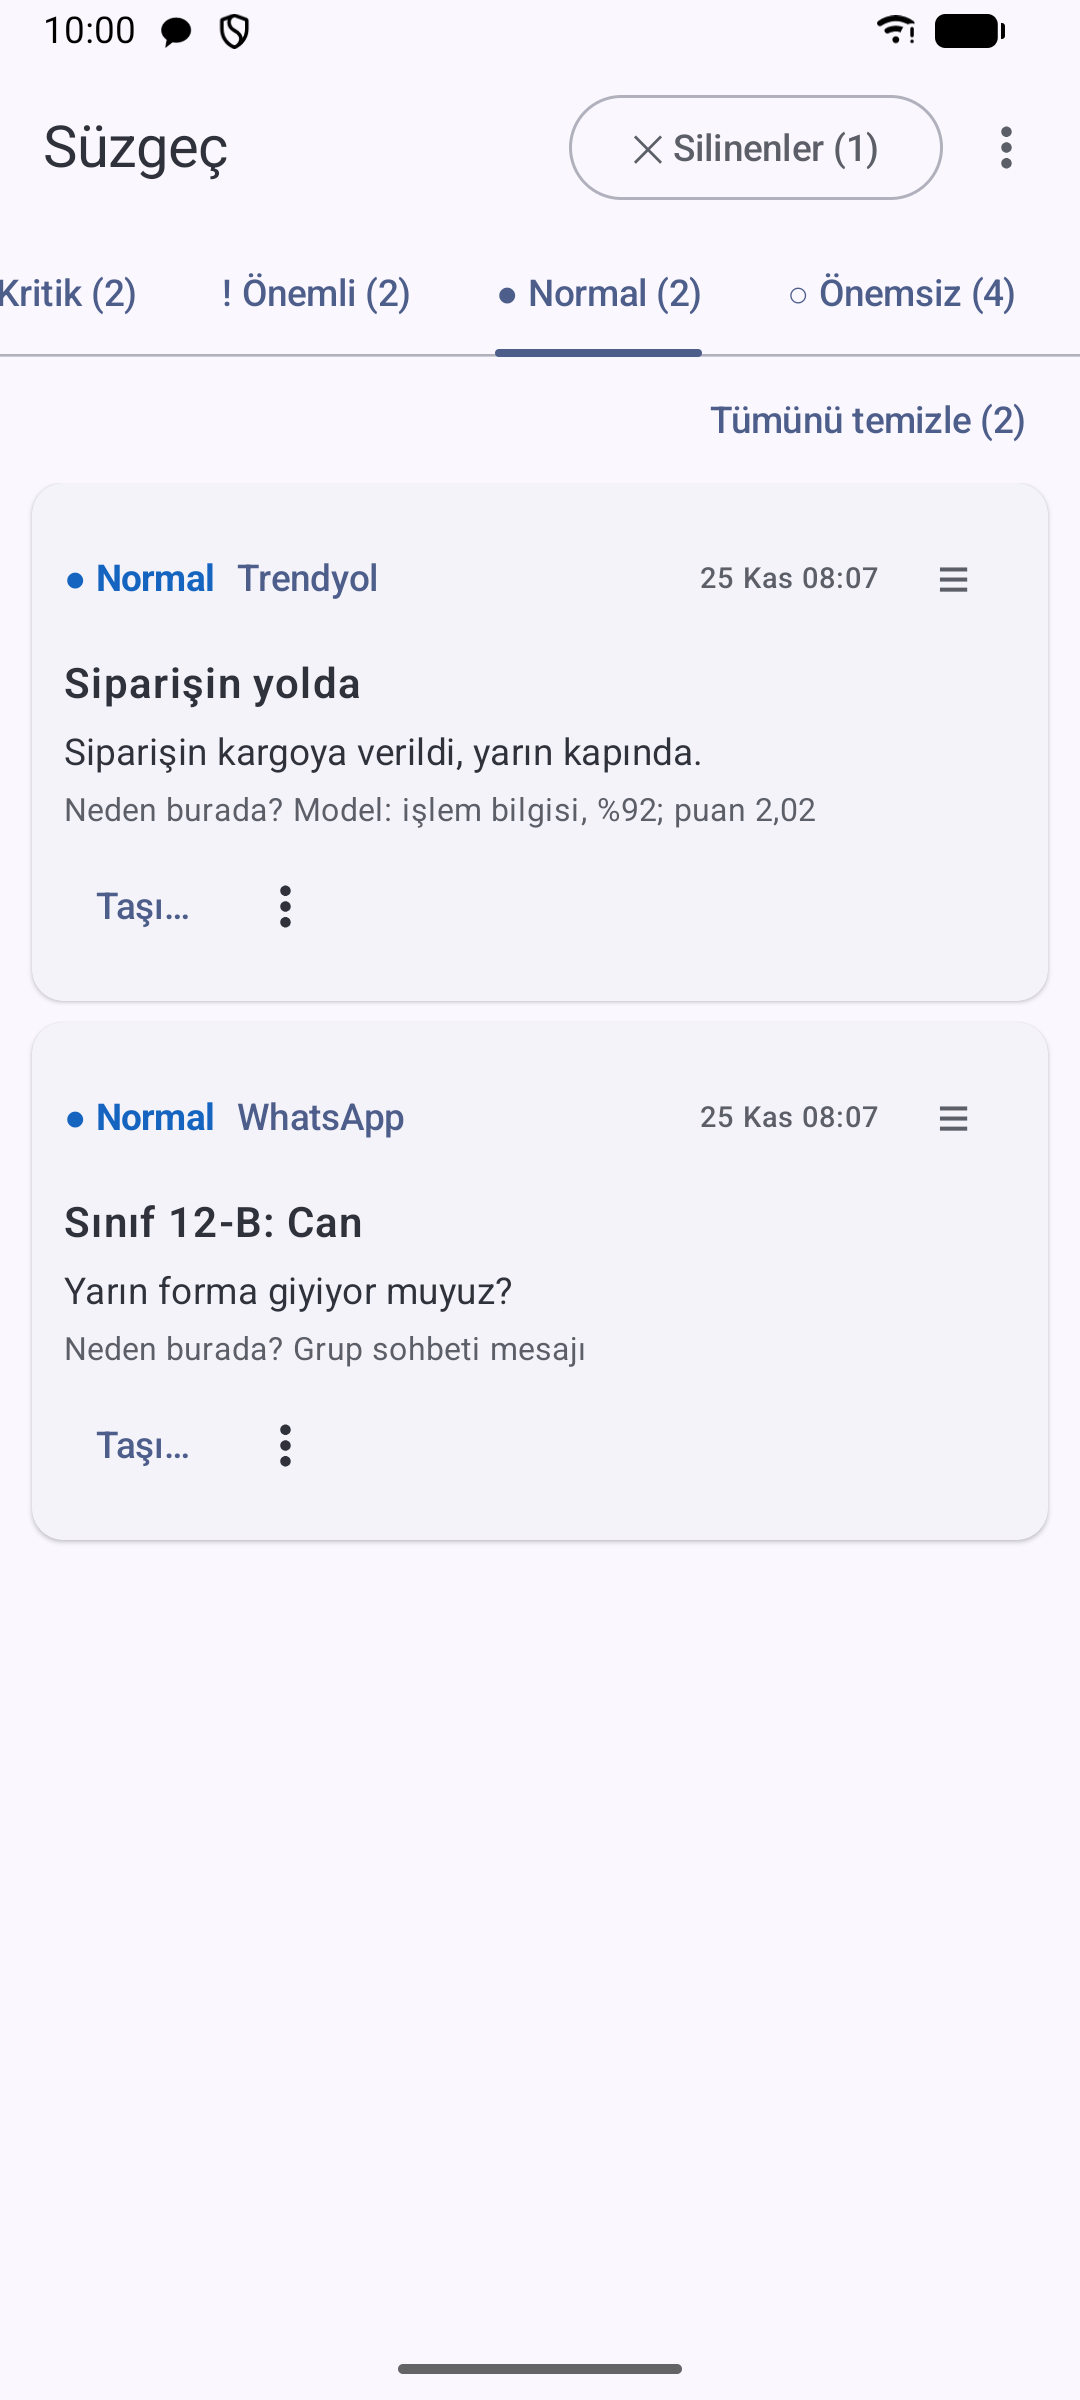 10:00
Süzgeç
Silinenler (1)
Kritik (2)
! Önemli (2)
● Normal (2)
○ Önemsiz (4)
Tümünü temizle (2)
● Normal Trendyol 25 Kas 08:07
Siparişin yolda
Siparişin kargoya verildi, yarın kapında.
Neden burada? Model: işlem bilgisi, %92; puan 2,02
Taşı...
● Normal WhatsApp 25 Kas 08:07
Sınıf 12-B: Can
Yarın forma giyiyor muyuz?
Neden burada? Grup sohbeti mesajı
Taşı...